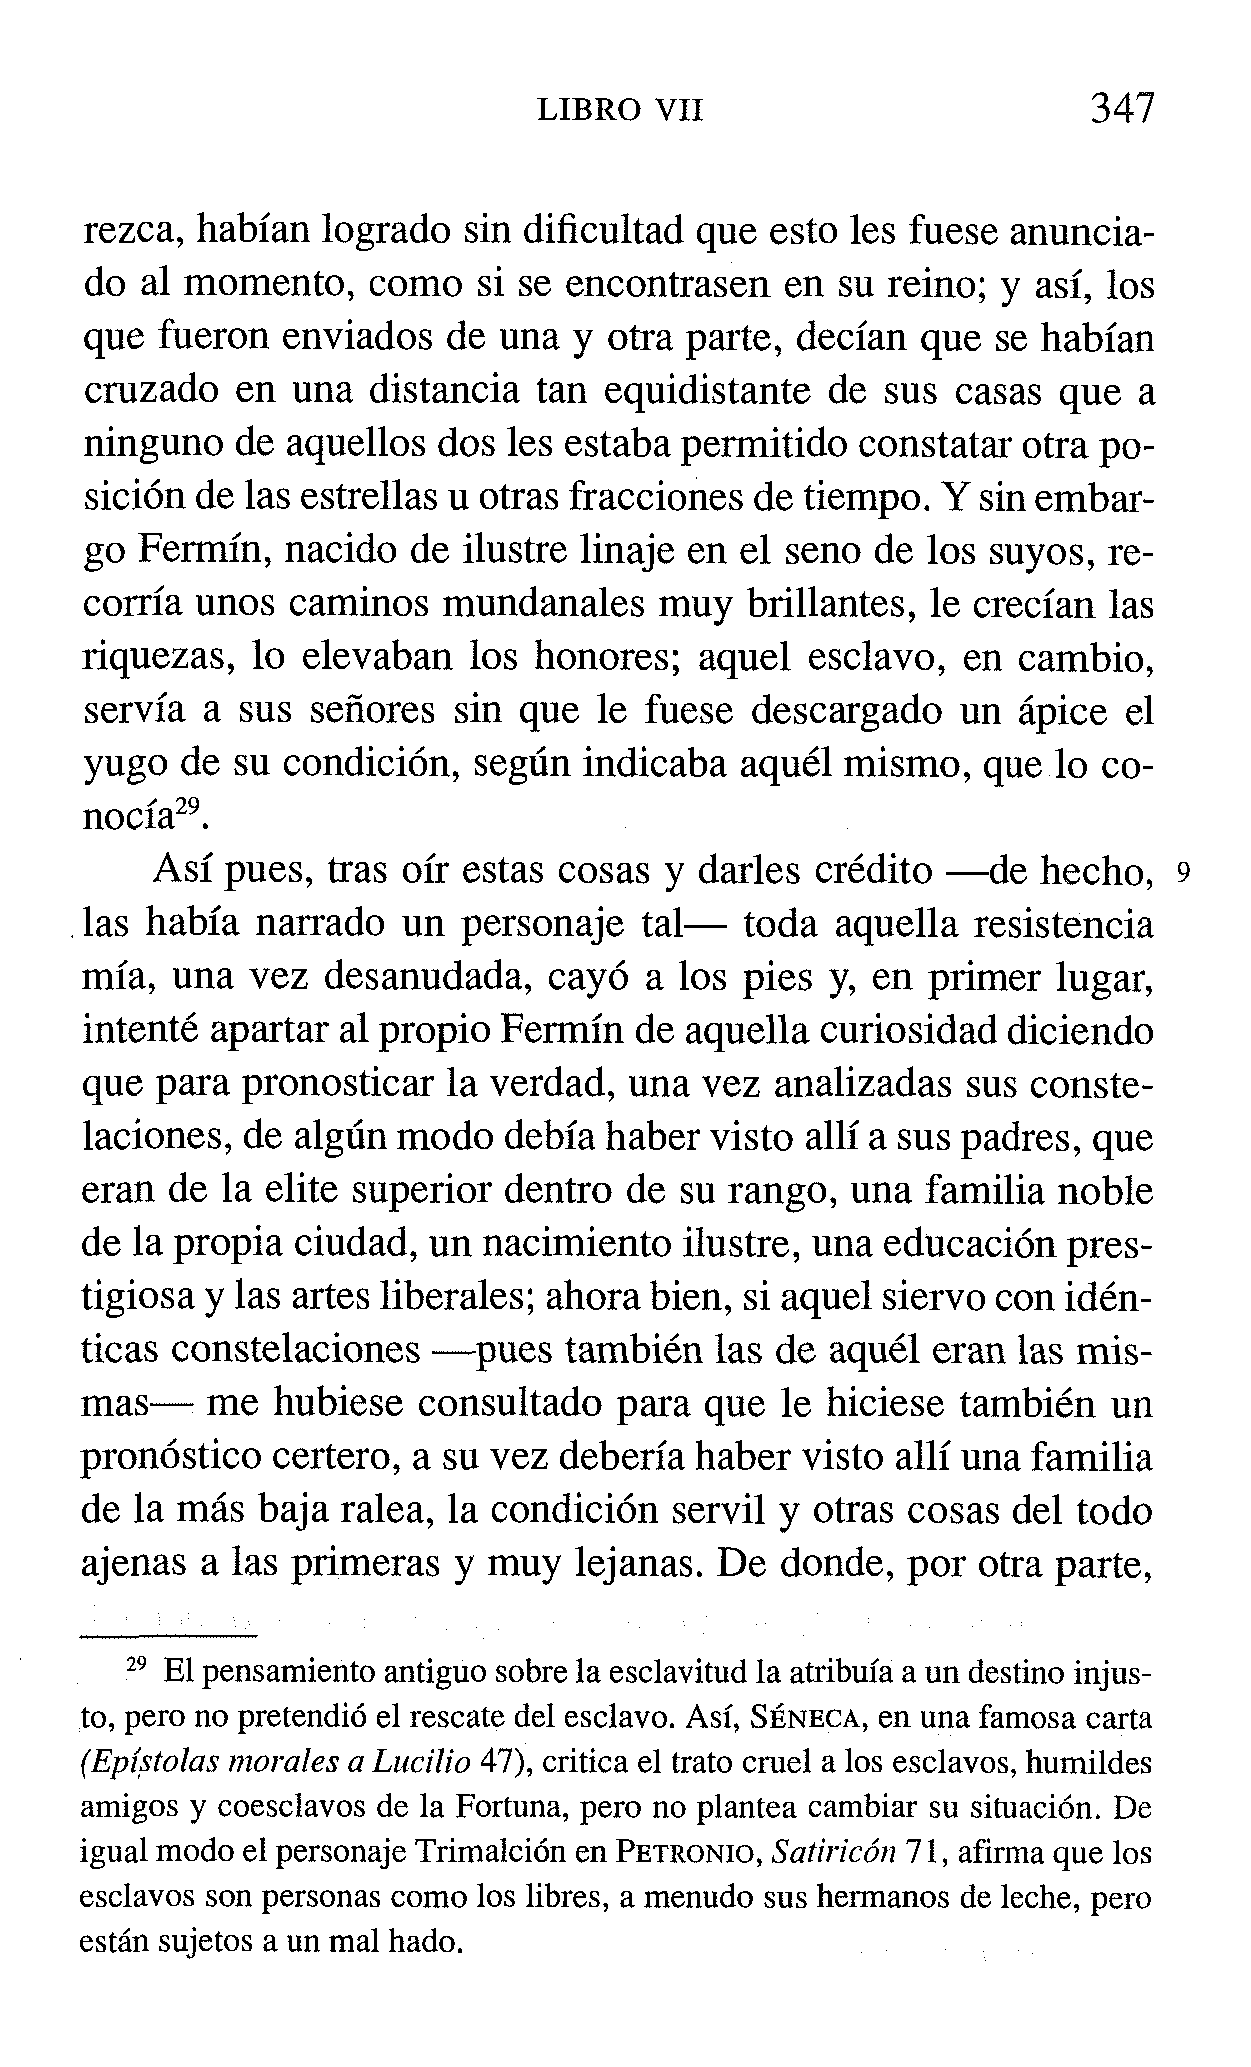 LIBRO VII 347
rezca, habían logrado sin dificultad que esto les fuese anuncia-
do al momento, como si se encontrasen en su reino; y así, los
que fueron enviados de una y otra parte, decían que se habían
cruzado en una distancia tan equidistante de sus casas que a
ninguno de aquellos dos les estaba permitido constatar otra po-
sición de las estrellas u otras fracciones de tiempo. Y sin embar-
go Fermín, nacido de ilustre linaje en el seno de los suyos, re-
corría unos caminos mundanales muy brillantes, le crecían las
riquezas, lo elevaban los honores; aquel esclavo, en cambio,
servía a sus señores sin que le fuese descargado un ápice el
yugo de su condición, según indicaba aquél mismo, que lo co-
nocía²⁹.
Así pues, tras oír estas cosas y darles crédito —de hecho, 9
las había narrado un personaje tal— toda aquella resistencia
mía, una vez desanudada, cayó a los pies y, en primer lugar,
intenté apartar al propio Fermín de aquella curiosidad diciendo
que para pronosticar la verdad, una vez analizadas sus conste-
laciones, de algún modo debía haber visto allí a sus padres, que
eran de la elite superior dentro de su rango, una familia noble
de la propia ciudad, un nacimiento ilustre, una educación pres-
tigiosa y las artes liberales; ahora bien, si aquel siervo con idén-
ticas constelaciones —pues también las de aquél eran las mis-
mas— me hubiese consultado para que le hiciese también un
pronóstico certero, a su vez debería haber visto allí una familia
de la más baja ralea, la condición servil y otras cosas del todo
ajenas a las primeras y muy lejanas. De donde, por otra parte,
²⁹ El pensamiento antiguo sobre la esclavitud la atribuía a un destino injus-
to, pero no pretendió el rescate del esclavo. Así, SÉNECA, en una famosa carta
(Epístolas morales a Lucilio 47), critica el trato cruel a los esclavos, humildes
amigos y coesclavos de la Fortuna, pero no plantea cambiar su situación. De
igual modo el personaje Trimalción en PETRONIO, Satiricón 71, afirma que los
esclavos son personas como los libres, a menudo sus hermanos de leche, pero
están sujetos a un mal hado.